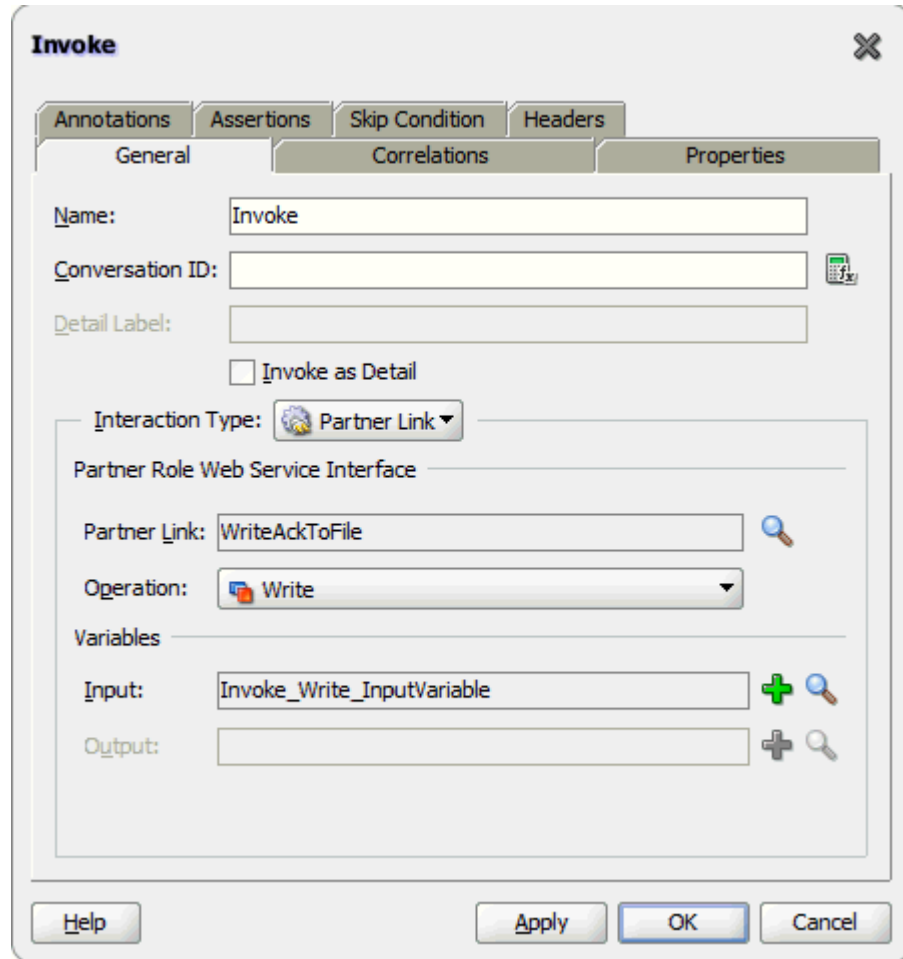 Invoke
Annotations Assertions Skip Condition Headers
General Correlations Properties
Name: Invoke
Conversation ID:
Detail Label:
Invoke as Detail
Interaction Type: Partner Link
Partner Role Web Service Interface
Partner Link: WriteAckToFile
Operation: Write
Variables
Input: Invoke_Write_InputVariable
Output:
Help Apply OK Cancel